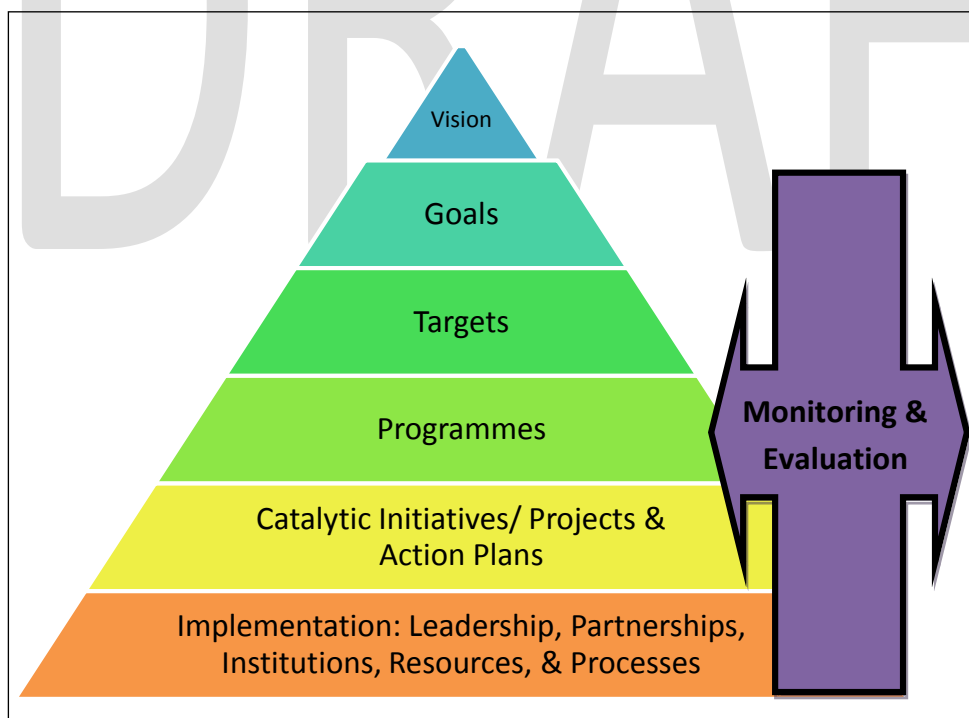 DRAF
Vision
Goals
Targets
Programmes
Monitoring &
Evaluation
Catalytic Initiatives/ Projects &
Action Plans
Implementation: Leadership, Partnerships,
Institutions, Resources, & Processes